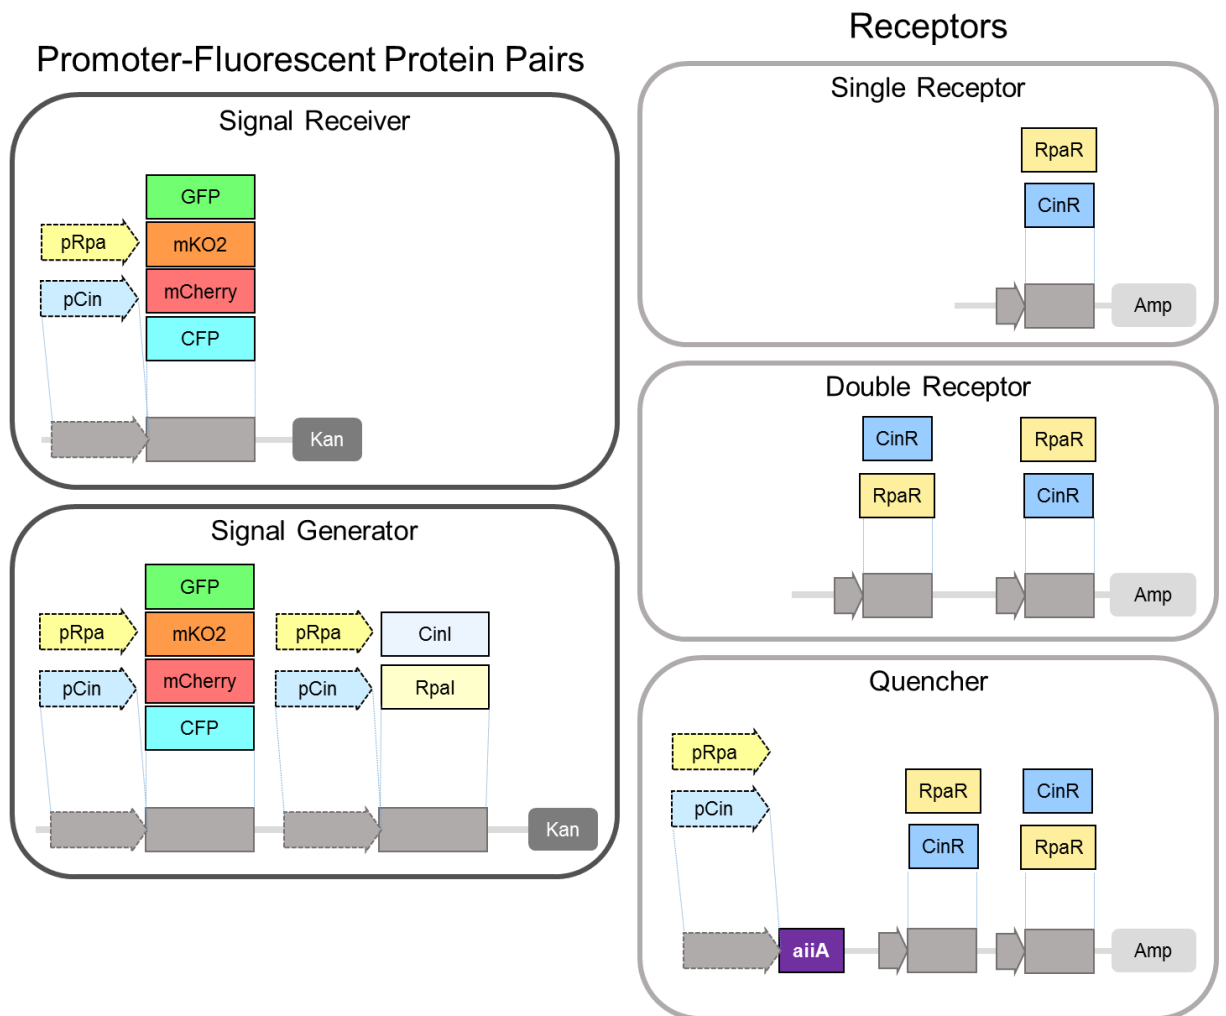 Promoter-Fluorescent Protein Pairs
Signal Receiver
GFP
pRpa
mKO2
pCin
mCherry
CFP
Kan
Signal Generator
GFP
pRpa
mKO2
pRpa
CinI
pCin
mCherry
pCin
RpaI
CFP
Kan
Receptors
Single Receptor
RpaR
CinR
Amp
Double Receptor
CinR
RpaR
RpaR
CinR
Amp
Quencher
pRpa
pCin
RpaR
CinR
CinR
RpaR
aiiA
Amp